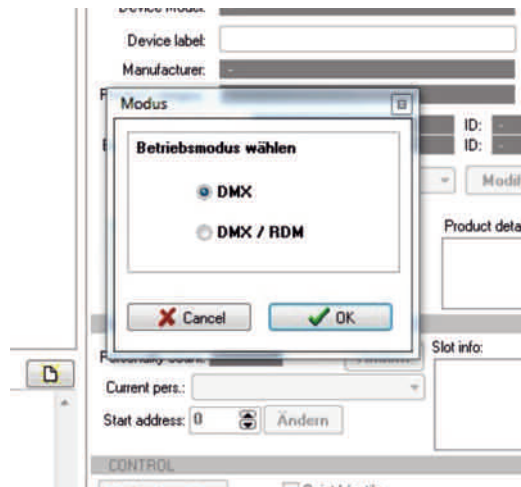 Device label:
Manufacturer: -
Modus
ID: -
ID: -
Betriebsmodus wählen
DMX
DMX / RDM
Product deta
Cancel
OK
Slot info:
Current pers.:
Start address: 0 Ändern
CONTROL